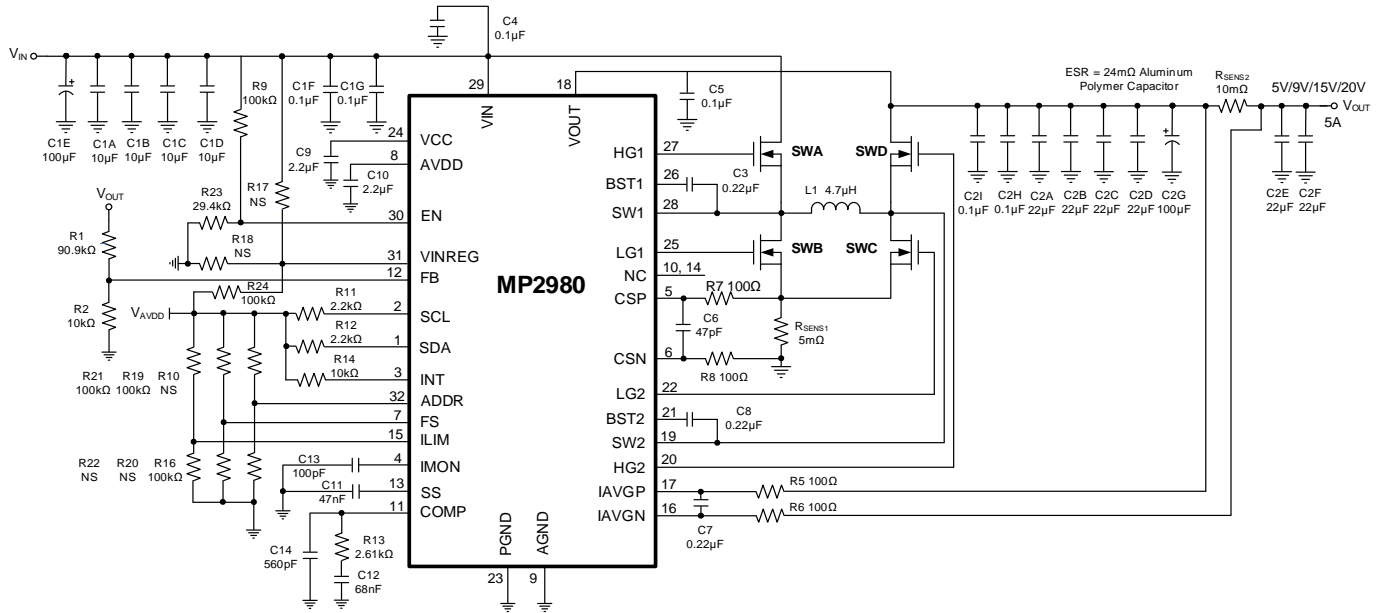 C4
0.1µF
VIN
C1E
100µF
C1A
10µF
C1B
10µF
C1C
10µF
C1D
10µF
R9
100kΩ
C1F
0.1µF
C1G
0.1µF
29
18
VIN
VOUT
C5
0.1µF
ESR = 24mΩ Aluminum
Polymer Capacitor
RSENS2
10mΩ
5V/9V/15V/20V
VOUT
5A
24
VCC
C9
2.2µF
8
AVDD
C10
2.2µF
R17
NS
R23
29.4kΩ
30
EN
VOUT
R1
90.9kΩ
R18
NS
31
VINREG
12
FB
R2
10kΩ
R24
100kΩ
VAVDD
R11
2.2kΩ
2
SCL
R12
2.2kΩ
1
SDA
R14
10kΩ
3
INT
R21
100kΩ
R19
100kΩ
R10
NS
32
ADDR
7
FS
15
ILIM
R22
NS
R20
NS
R16
100kΩ
C13
100pF
4
IMON
C11
47nF
13
SS
11
COMP
C14
560pF
R13
2.61kΩ
C12
68nF
MP2980
PGND
AGND
23
9
HG1
27
SWA
SWD
BST1
26
C3
0.22µF
L1 4.7µH
SW1
28
LG1
25
SWB
SWC
NC
10, 14
CSP
5
R7 100Ω
C6
47pF
RSENS1
5mΩ
CSN
6
R8 100Ω
LG2
22
BST2
21
C8
0.22µF
SW2
19
HG2
20
IAVGP
17
R5 100Ω
IAVGN
16
R6 100Ω
C7
0.22µF
C2I
0.1µF
C2H
0.1µF
C2A
22µF
C2B
22µF
C2C
22µF
C2D
22µF
C2G
100µF
C2E
22µF
C2F
22µF